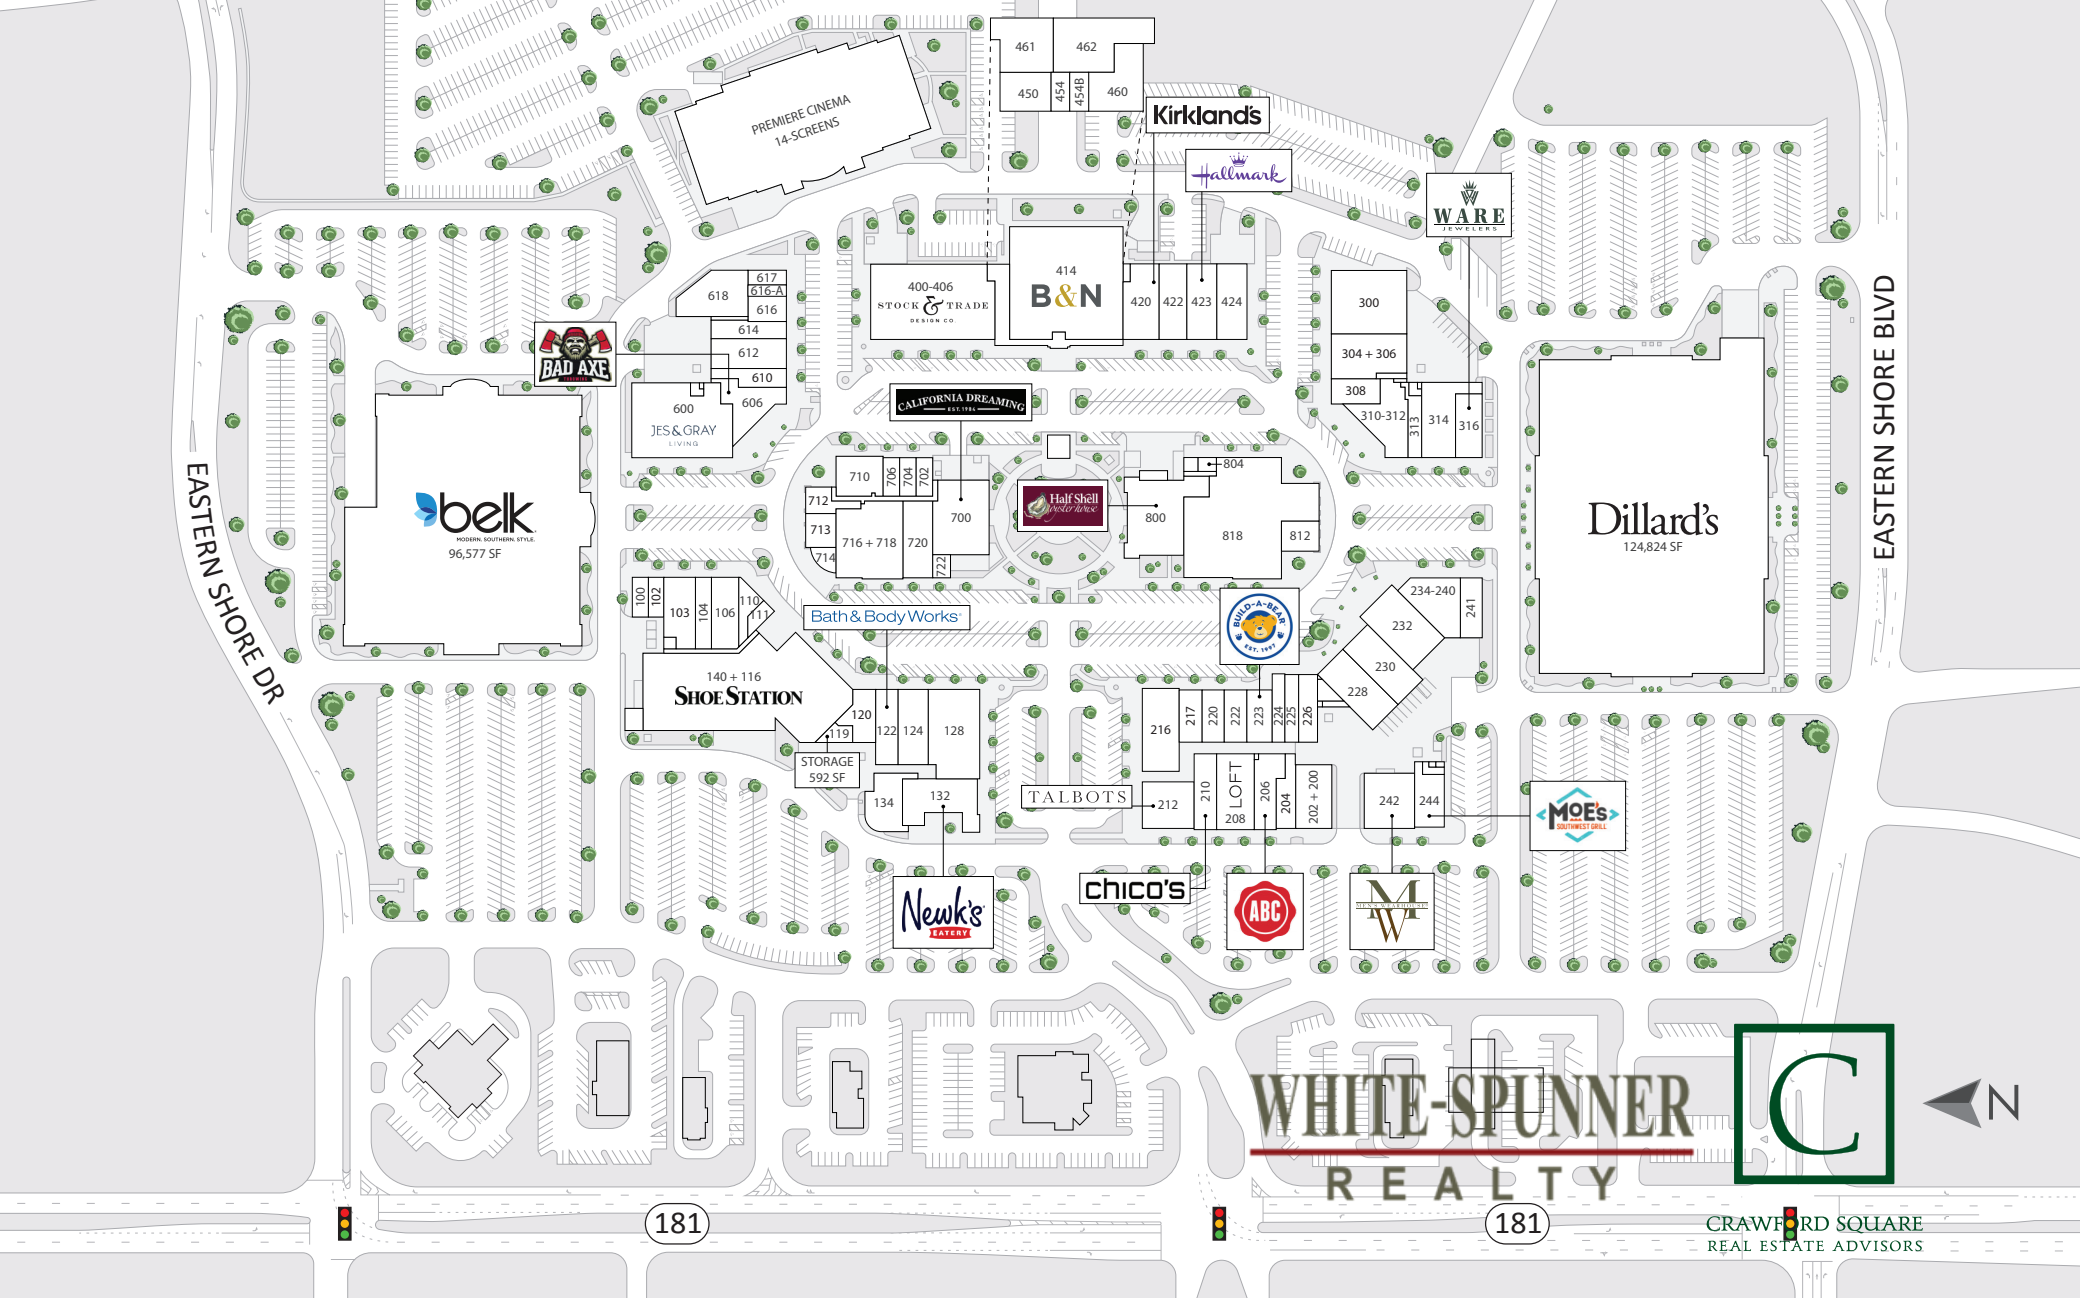 461
462
450
454
454B
460
PREMIERE CINEMA
14-SCREENS
Kirkland's
Hallmark
WARE
JEWELERS
414
B&N
400-406
STOCK & TRADE
DESIGN CO.
420
422
423
424
617
616-A
616
618
614
612
610
606
BAD AXE
THROWING
600
JES&GRAY
LIVING
300
304 + 306
308
310-312
313
314
316
CALIFORNIA DREAMING
EST. 1984
EASTERN SHORE BLVD
EASTERN SHORE DR
belk
MODERN. SOUTHERN. STYLE.
96,577 SF
710
706
704
702
712
713
714
716 + 718
720
722
700
Half Shell
oyster house
800
804
818
812
Dillard's
124,824 SF
100
102
103
104
106
110
111
Bath & Body Works
BUILD-A-BEAR
EST. 1997
234-240
241
232
230
228
140 + 116
SHOE STATION
120
119
122
124
128
STORAGE
592 SF
134
132
216
217
220
222
223
224
225
226
TALBOTS
212
210
LOFT
208
206
204
202 + 200
242
244
MOE's
SOUTHWEST GRILL
Newk's
EATERY
chico's
ABC
MW
MEN'S WEARHOUSE
WHITE-SPUNNER
REALTY
C
N
181
181
CRAWFORD SQUARE
REAL ESTATE ADVISORS